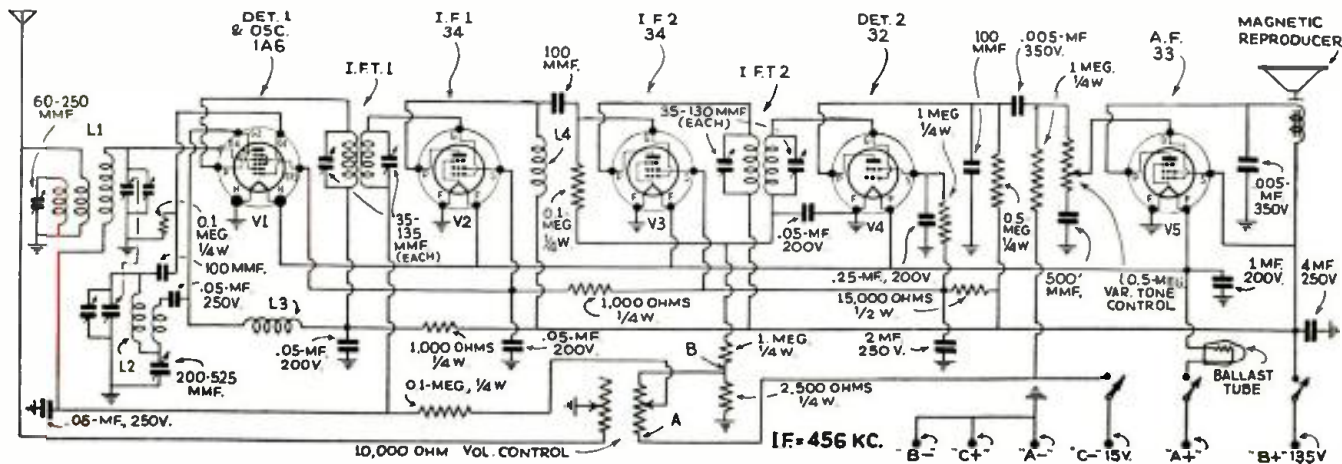 DET. 1
& OSC.
1A6
I.F. 1
34
I F 2
34
DET. 2
32
A.F.
33
MAGNETIC
REPRODUCER
60-250
MMF.
L1
I.F.T. 1
100
MMF.
L4
35-130 MMF
(EACH)
I F T 2
1 MEG
1/4 W.
100
MMF
.005-MF
350V.
1 MEG.
1/4 W
V1
V2
V3
V4
V5
0.1
MEG
1/4 W
100 MMF.
.05-MF
250V.
35-
135
MMF
(EACH)
0.1-
MEG
1/4 W
.05-MF
200V
.25-MF, 200V.
0.5-
MEG
1/4 W
500
MMF.
0.5-MEG.
VAR. TONE
CONTROL
.005-
MF
350V
1 MF.
200V.
4 MF
250 V.
L3
L2
200-525
MMF.
.05-MF.
200V.
1,000 OHMS
1/4 W
.05-MF
200V.
1,000 OHMS
1/4 W.
B
1. MEG
1/4 W.
2,500 OHMS
1/4 W.
15,000 OHMS
1/2 W.
2 MF.
250 V.
BALLAST
TUBE
.05-MF., 250V.
0.1-MEG, 1/4 W.
A
10,000 OHM VOL. CONTROL
I.F.= 456 KC.
"B-"
"C+"
"A-"
"C-" 15V.
"A+"
"B+" 135V